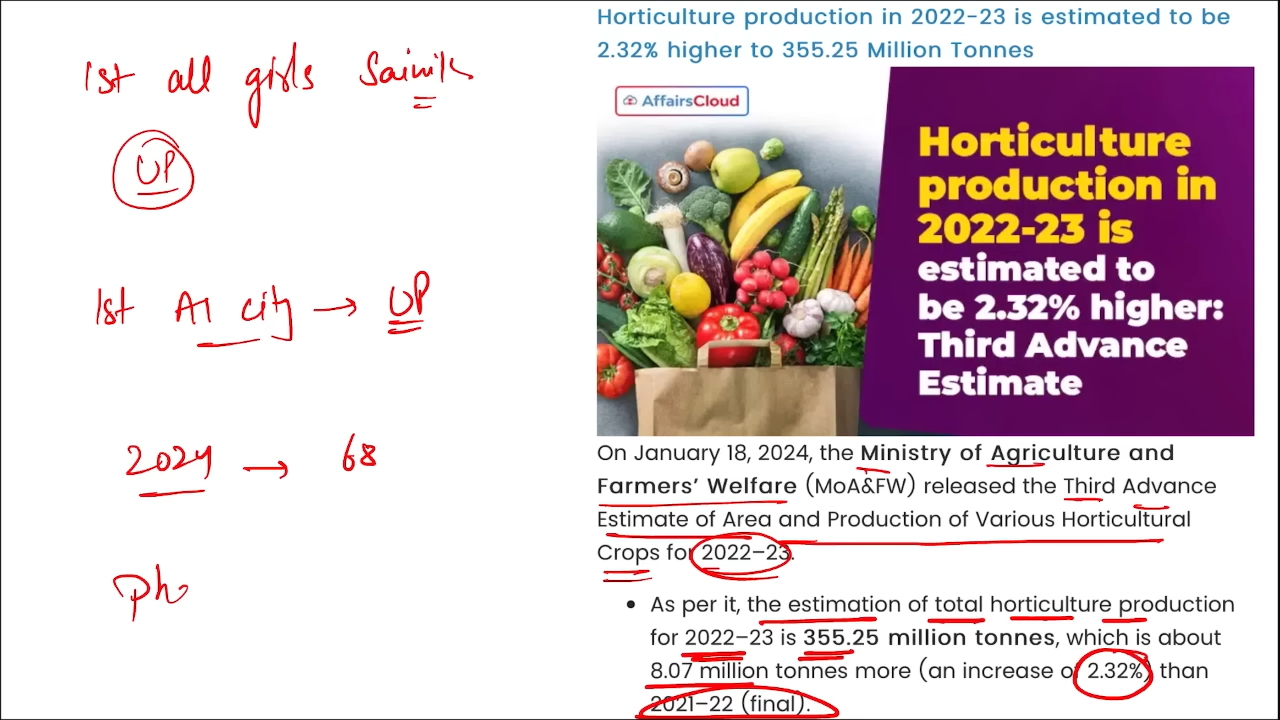 1st all girls Sainik
UP
1st AI city → UP
2024 → 68
Pho
Horticulture production in 2022-23 is estimated to be
2.32% higher to 355.25 Million Tonnes
AffairsCloud
Horticulture
production in
2022-23 is
estimated to
be 2.32% higher:
Third Advance
Estimate
On January 18, 2024, the Ministry of Agriculture and
Farmers’ Welfare (MoA&FW) released the Third Advance
Estimate of Area and Production of Various Horticultural
Crops for 2022–23.
• As per it, the estimation of total horticulture production
for 2022–23 is 355.25 million tonnes, which is about
8.07 million tonnes more (an increase of 2.32%) than
2021–22 (final).